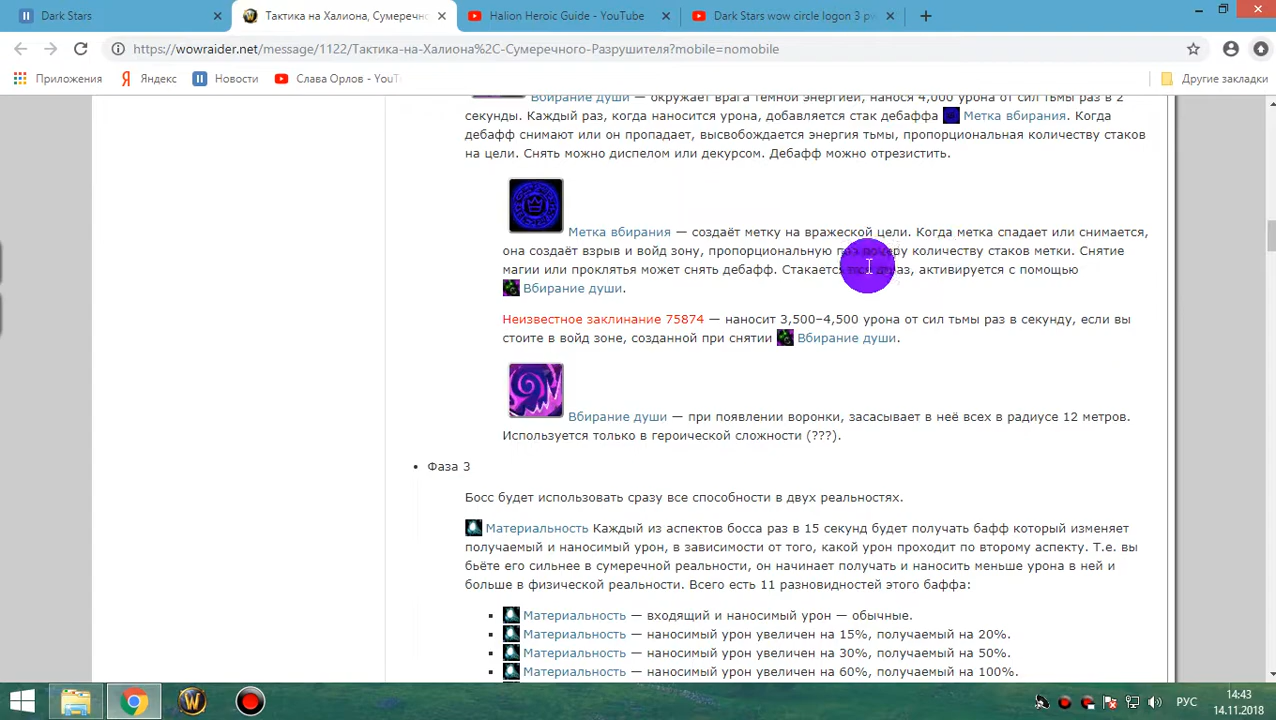 Dark Stars
Тактика на Халиона, Сумеречно
Halion Heroic Guide - YouTube
Dark Stars wow circle logon 3 pv
https://wowraider.net/message/1122/Тактика-на-Халиона%2C-Сумеречного-Разрушителя?mobile=nomobile
Приложения
Яндекс
Новости
Слава Орлов - YouT
Другие закладки
Вбирание души — окружает врага темной энергией, нанося 4,000 урона от сил тьмы раз в 2
секунды. Каждый раз, когда наносится урона, добавляется стак дебаффа Метка вбирания. Когда
дебафф снимают или он пропадает, высвобождается энергия тьмы, пропорциональная количеству стаков
на цели. Снять можно диспелом или декурсом. Дебафф можно отрезистить.
Метка вбирания — создаёт метку на вражеской цели. Когда метка спадает или снимается,
она создаёт взрыв и войд зону, пропорциональную количеству стаков метки. Снятие
магии или проклятья может снять дебафф. Стакается раз, активируется с помощью
Вбирание души.
Неизвестное заклинание 75874 — наносит 3,500–4,500 урона от сил тьмы раз в секунду, если вы
стоите в войд зоне, созданной при снятии Вбирание души.
Вбирание души — при появлении воронки, засасывает в неё всех в радиусе 12 метров.
Используется только в героической сложности (???).
• Фаза 3
Босс будет использовать сразу все способности в двух реальностях.
Материальность Каждый из аспектов босса раз в 15 секунд будет получать бафф который изменяет
получаемый и наносимый урон, в зависимости от того, какой урон проходит по второму аспекту. Т.е. вы
бьёте его сильнее в сумеречной реальности, он начинает получать и наносить меньше урона в ней и
больше в физической реальности. Всего есть 11 разновидностей этого баффа:
Материальность — входящий и наносимый урон — обычные.
Материальность — наносимый урон увеличен на 15%, получаемый на 20%.
Материальность — наносимый урон увеличен на 30%, получаемый на 50%.
Материальность — наносимый урон увеличен на 60%, получаемый на 100%.
РУС
14:43
14.11.2018